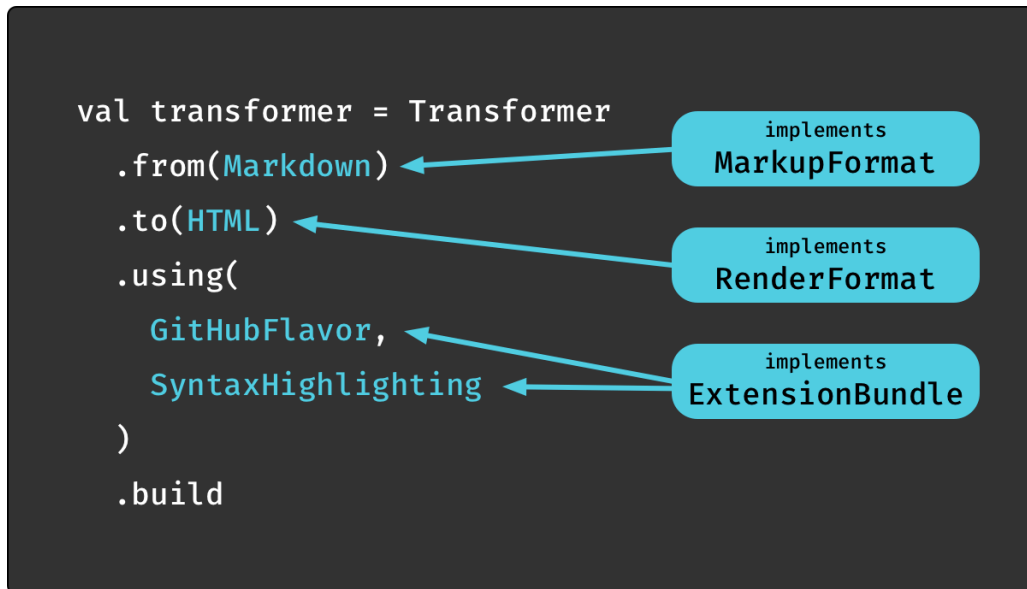 val transformer = Transformer
  .from(Markdown)
  .to(HTML)
  .using(
    GitHubFlavor,
    SyntaxHighlighting
  )
  .build
implements
MarkupFormat
implements
RenderFormat
implements
ExtensionBundle